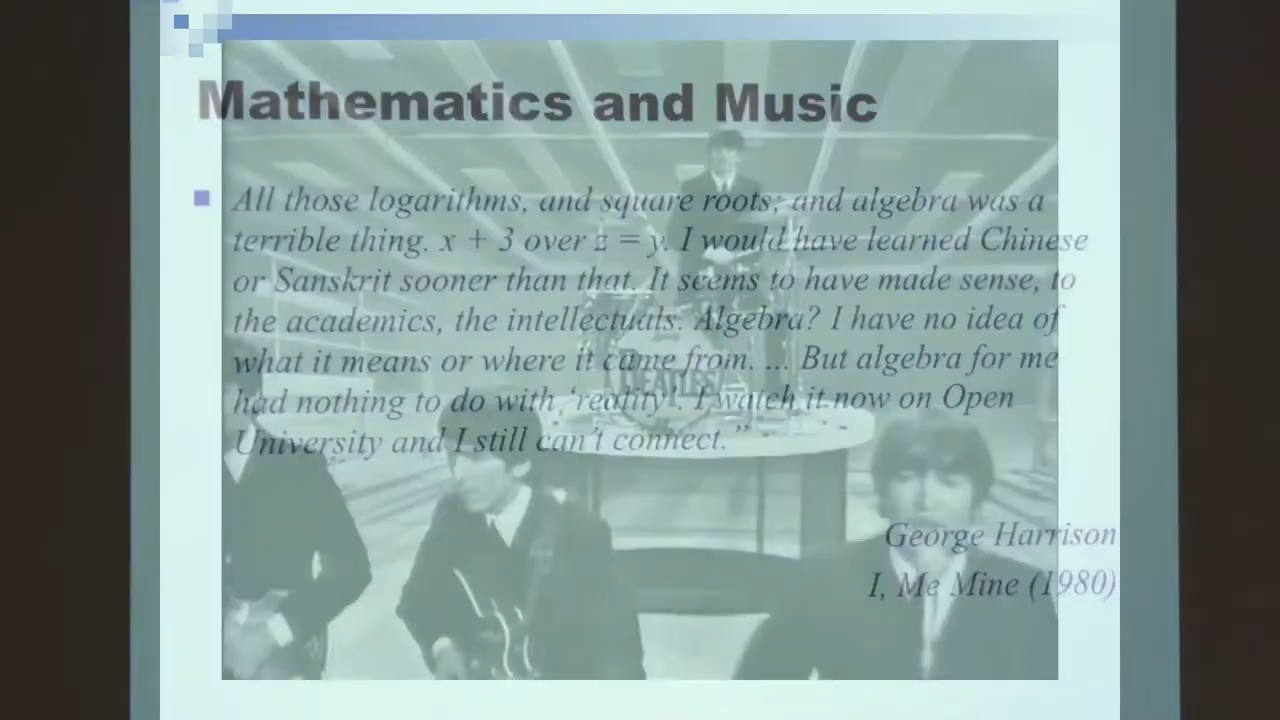 Mathematics and Music
All those logarithms, and square roots; and algebra was a
terrible thing. x + 3 over z = y. I would have learned Chinese
or Sanskrit sooner than that. It seems to have made sense, to
the academics, the intellectuals. Algebra? I have no idea of
what it means or where it came from. ... But algebra for me
had nothing to do with 'reality'. I watch it now on Open
University and I still can't connect."
BEATLES
George Harrison
I, Me Mine (1980)